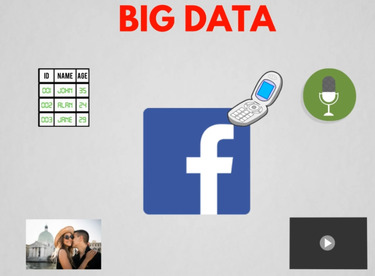 BIG DATA
ID NAME AGE
001 JOHN 35
002 ALAN 24
003 JANE 29
f